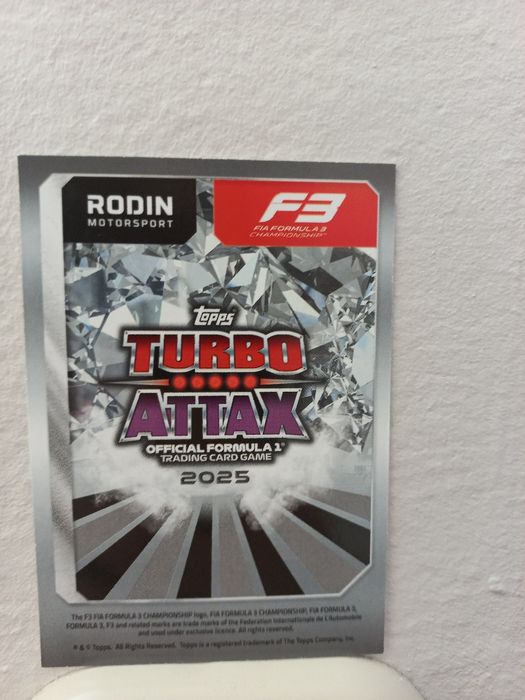 RODIN
MOTORSPORT
F3
FIA FORMULA 3
CHAMPIONSHIP™
Topps
TURBO
ATTAX
OFFICIAL FORMULA 1®
TRADING CARD GAME
2025
The F3 FIA FORMULA 3 CHAMPIONSHIP logo, FIA FORMULA 3 CHAMPIONSHIP, FIA FORMULA 3,
FORMULA 3, F3 and related marks are trade marks of the Federation Internationale de L'Automobile
and used under exclusive licence. All rights reserved.
® & © Topps. All Rights Reserved. Topps is a registered trademark of The Topps Company, Inc.